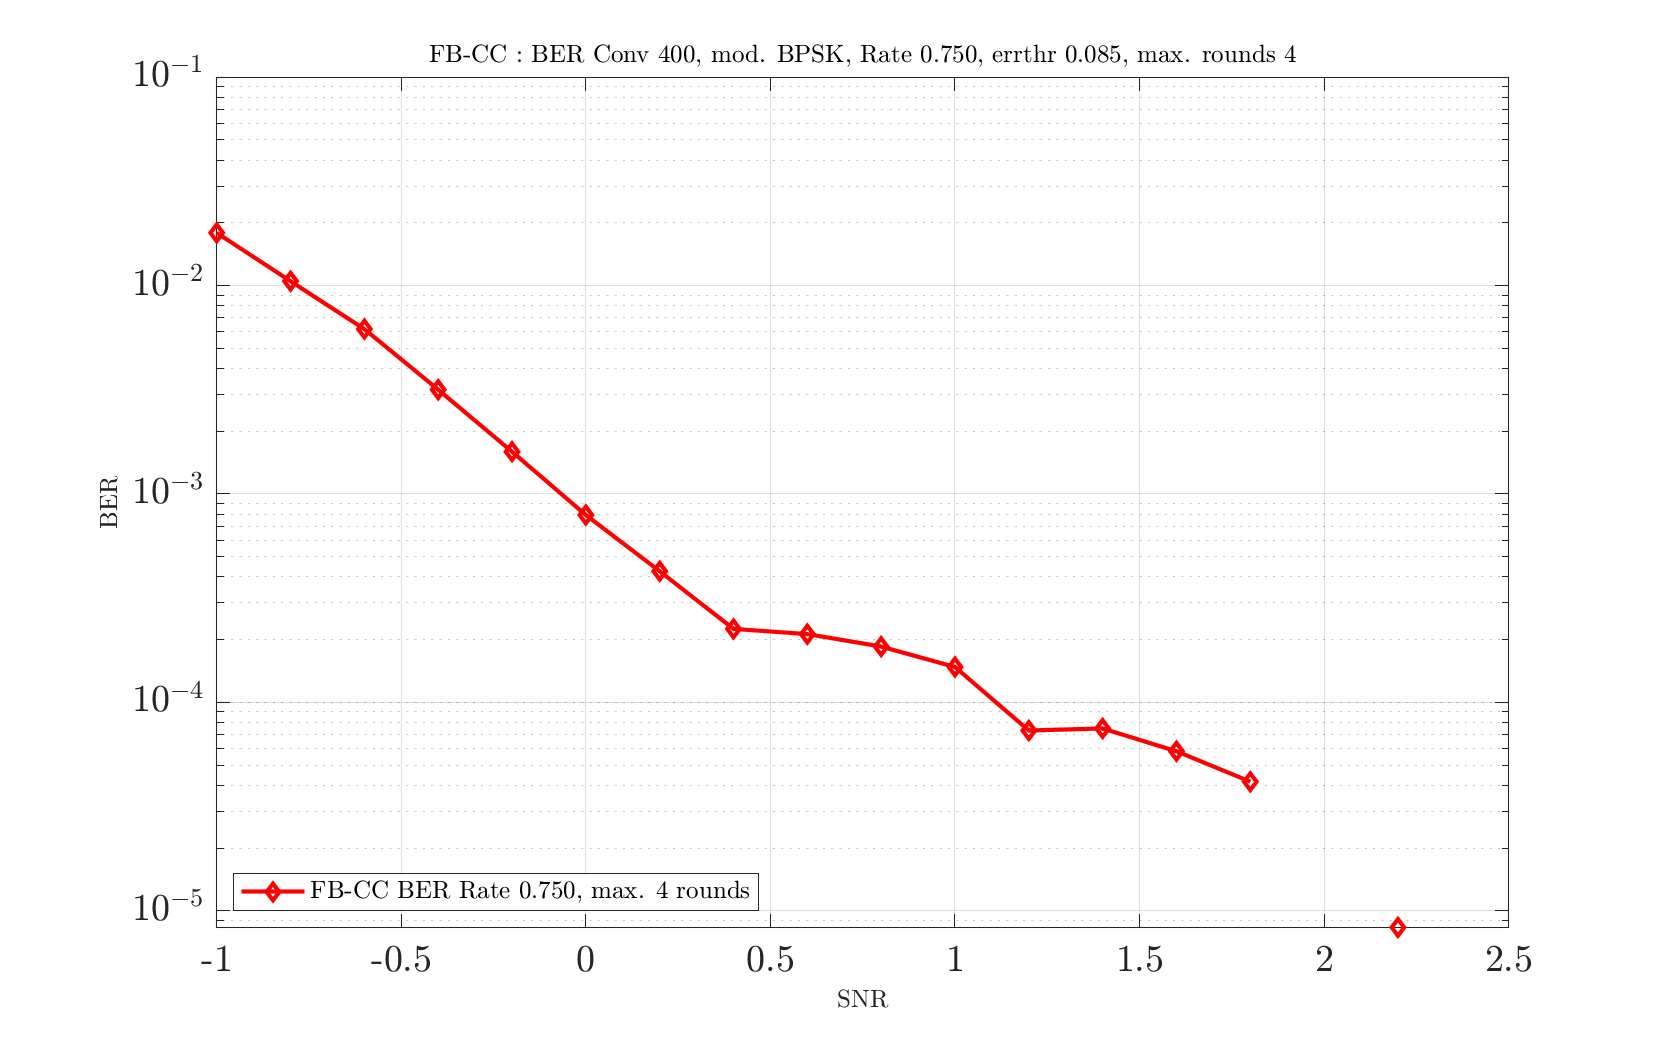 FB-CC : BER Conv 400, mod. BPSK, Rate 0.750, errthr 0.085, max. rounds 4
10^{-1}
10^{-2}
10^{-3}
10^{-4}
10^{-5}
BER
FB-CC BER Rate 0.750, max. 4 rounds
-1 -0.5 0 0.5 1 1.5 2 2.5
SNR